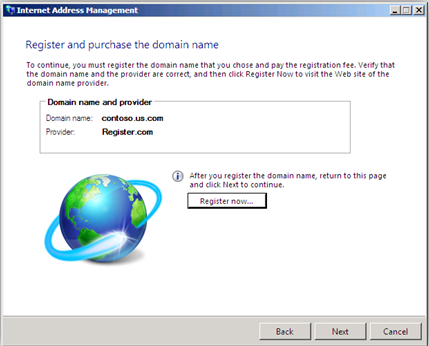 Internet Address Management
Register and purchase the domain name
To continue, you must register the domain name that you chose and pay the registration fee. Verify that
the domain name and the provider are correct, and then click Register Now to visit the Web site of the
domain name provider.
Domain name and provider
Domain name: contoso.us.com
Provider: Register.com
After you register the domain name, return to this page
and click Next to continue.
Register now...
Back Next Cancel